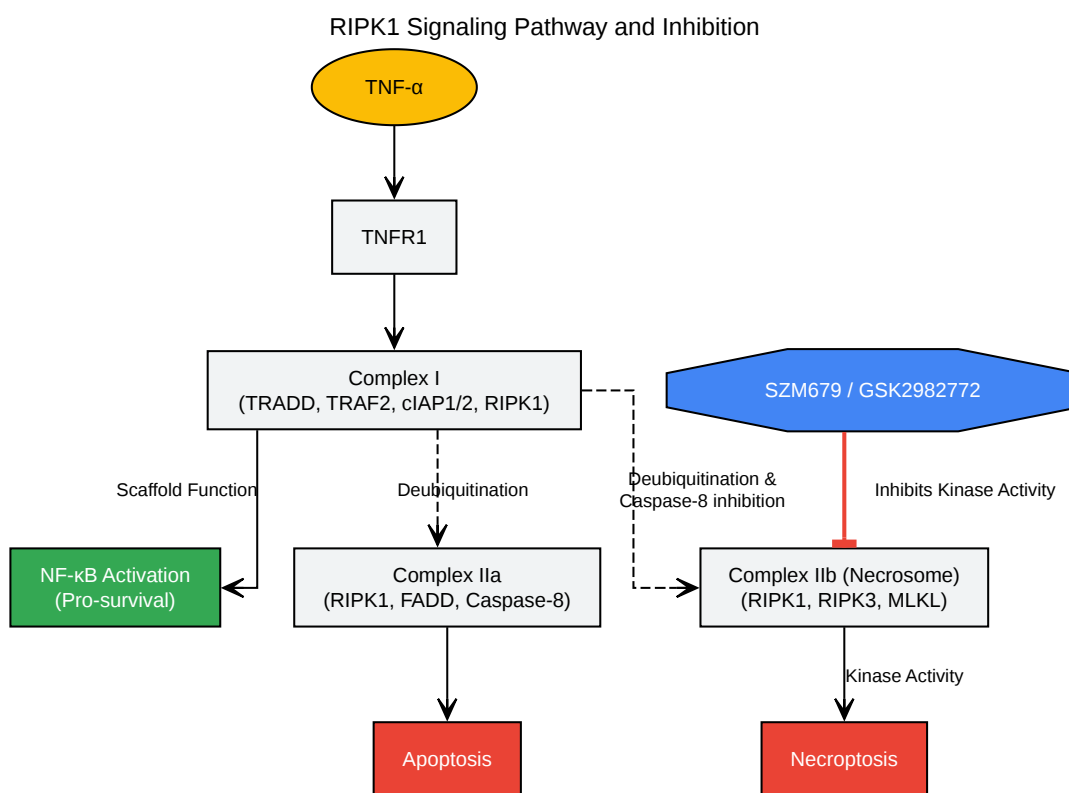 RIPK1 Signaling Pathway and Inhibition
TNF-α
TNFR1
Complex I
(TRADD, TRAF2, cIAP1/2, RIPK1)
SZM679 / GSK2982772
Scaffold Function
Deubiquitination
Deubiquitination &
Caspase-8 inhibition
Inhibits Kinase Activity
NF-κB Activation
(Pro-survival)
Complex IIa
(RIPK1, FADD, Caspase-8)
Complex IIb (Necrosome)
(RIPK1, RIPK3, MLKL)
Kinase Activity
Apoptosis
Necroptosis